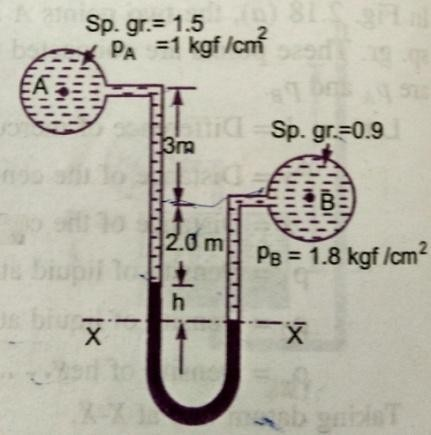 Sp. gr.= 1.5
pA =1 kgf/cm²
A
3m
Sp. gr.=0.9
B
2.0 m
pB = 1.8 kgf/cm²
h
X X